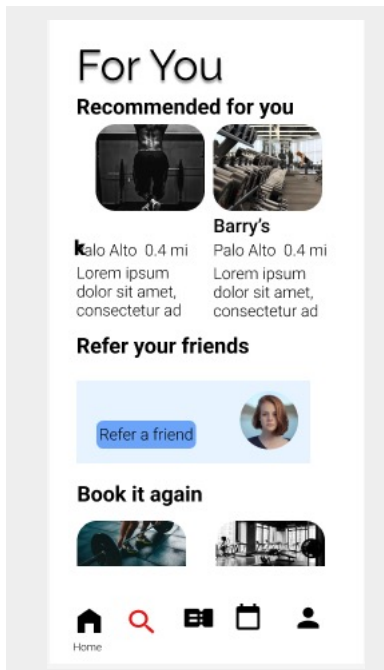 For You
Recommended for you
Barry's
Palo Alto 0.4 mi
Palo Alto 0.4 mi
Lorem ipsum
dolor sit amet,
consectetur ad
Lorem ipsum
dolor sit amet,
consectetur ad
Refer your friends
Refer a friend
Book it again
Home